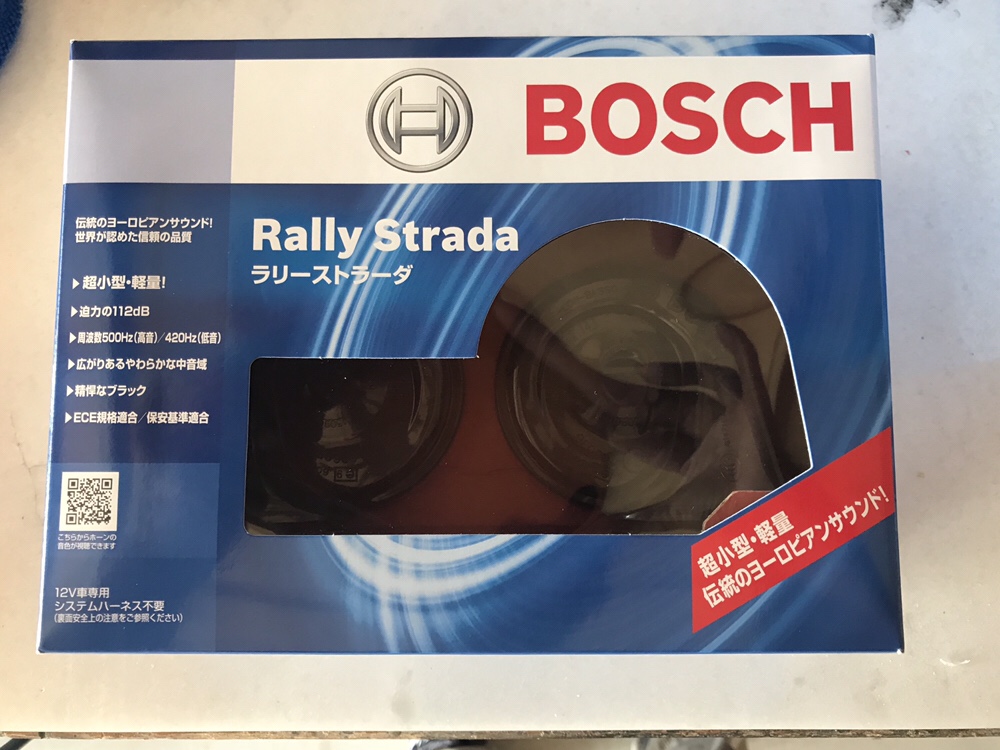 BOSCH
伝統のヨーロピアンサウンド!
世界が認めた信頼の品質
▶超小型・軽量!
▶迫力の112dB
▶周波数500Hz(高音)/420Hz(低音)
▶広がりあるやわらかな中音域
▶精悍なブラック
▶ECE規格適合/保安基準適合
Rally Strada
ラリーストラーダ
こちらからホーンの
音色が視聴できます
12V車専用
システムハーネス不要
(裏面安全上の注意をご参照ください)
超小型・軽量
伝統のヨーロピアンサウンド!